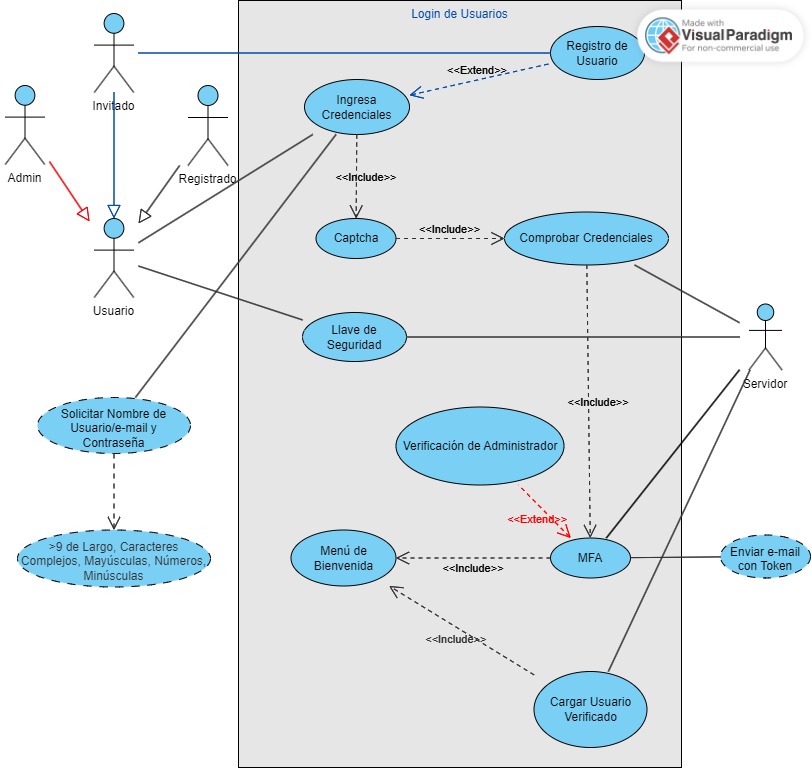 Login de Usuarios
Made with
VisualParadigm
For non-commercial use
Registro de
Usuario
<<Extend>>
Invitado
Ingresa
Credenciales
Admin
Registrado
<<Include>>
Captcha
<<Include>>
Comprobar Credenciales
Usuario
Llave de
Seguridad
Servidor
Solicitar Nombre de
Usuario/e-mail y
Contraseña
<<Include>>
Verificación de Administrador
<<Extend>>
>9 de Largo, Caracteres
Complejos, Mayúsculas, Números,
Minúsculas
Menú de
Bienvenida
<<Include>>
MFA
Enviar e-mail
con Token
<<Include>>
Cargar Usuario
Verificado